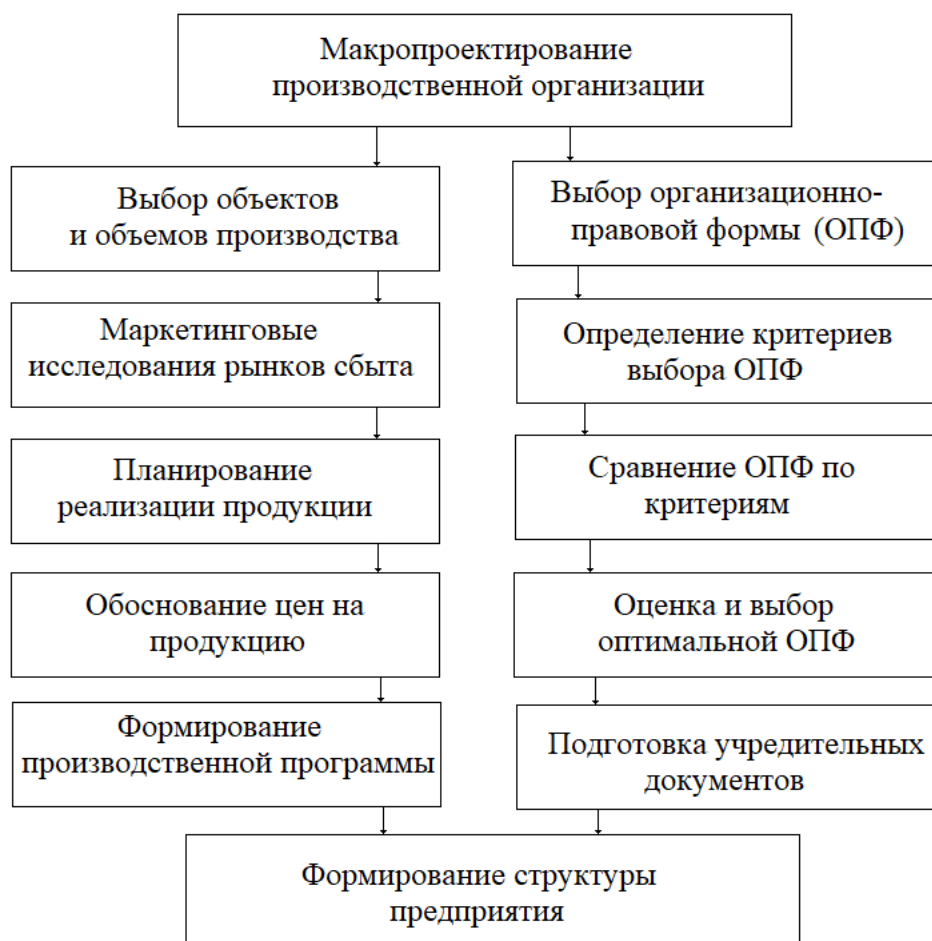 Макропроектирование
производственной организации
Выбор объектов
и объемов производства
Маркетинговые
исследования рынков сбыта
Планирование
реализации продукции
Обоснование цен на
продукцию
Формирование
производственной программы
Выбор организационно-
правовой формы (ОПФ)
Определение критериев
выбора ОПФ
Сравнение ОПФ по
критериям
Оценка и выбор
оптимальной ОПФ
Подготовка учредительных
документов
Формирование структуры
предприятия